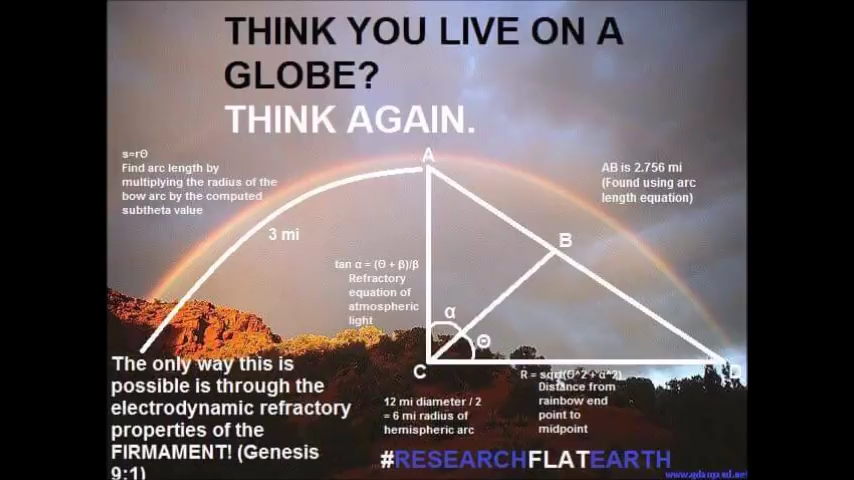 THINK YOU LIVE ON A
GLOBE?
THINK AGAIN.
s=rΘ
Find arc length by
multiplying the radius of the
bow arc by the computed
subtheta value
A
AB is 2.756 mi
(Found using arc
length equation)
3 mi
B
tan α = (Θ + β)/β
Refractory
equation of
atmospheric
light
α
Θ
C
D
The only way this is
possible is through the
electrodynamic refractory
properties of the
FIRMAMENT! (Genesis
9:1)
12 mi diameter / 2
= 6 mi radius of
hemispheric arc
R = sqrt(Θ^2 + α^2)
Distance from
rainbow end
point to
midpoint
#RESEARCHFLATEARTH